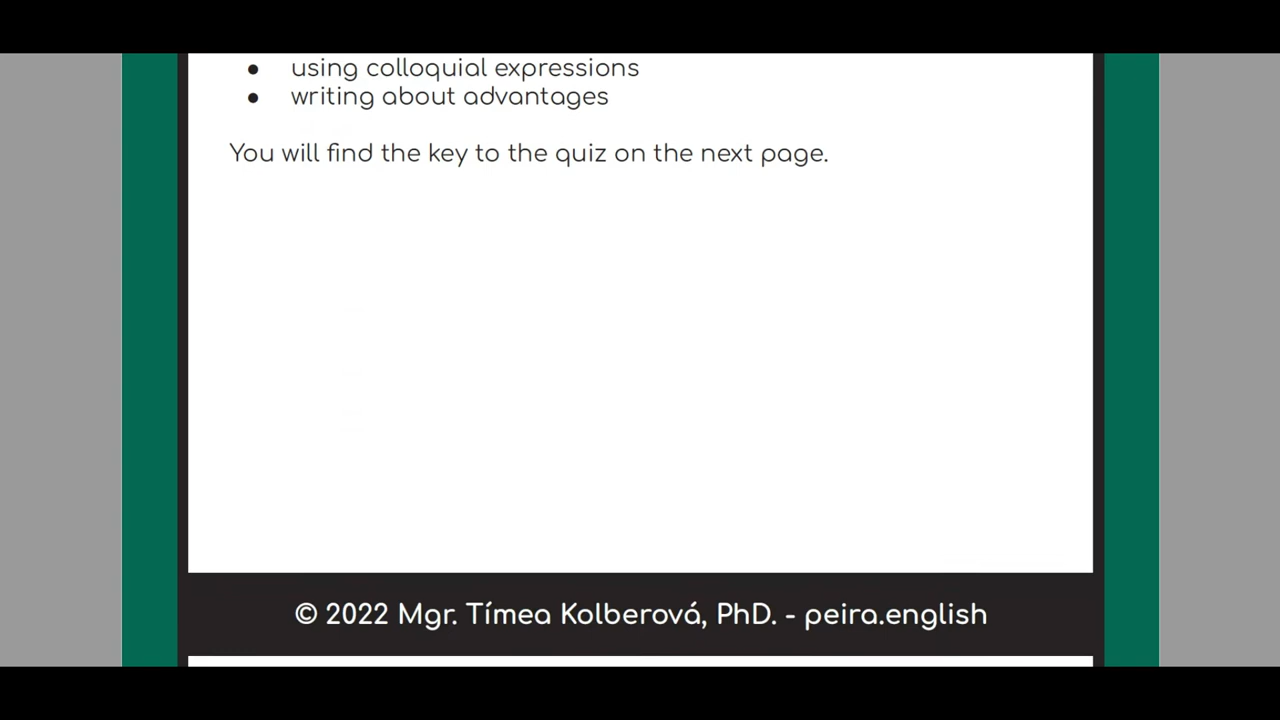 ● using colloquial expressions
● writing about advantages
You will find the key to the quiz on the next page.
© 2022 Mgr. Tímea Kolberová, PhD. - peira.english